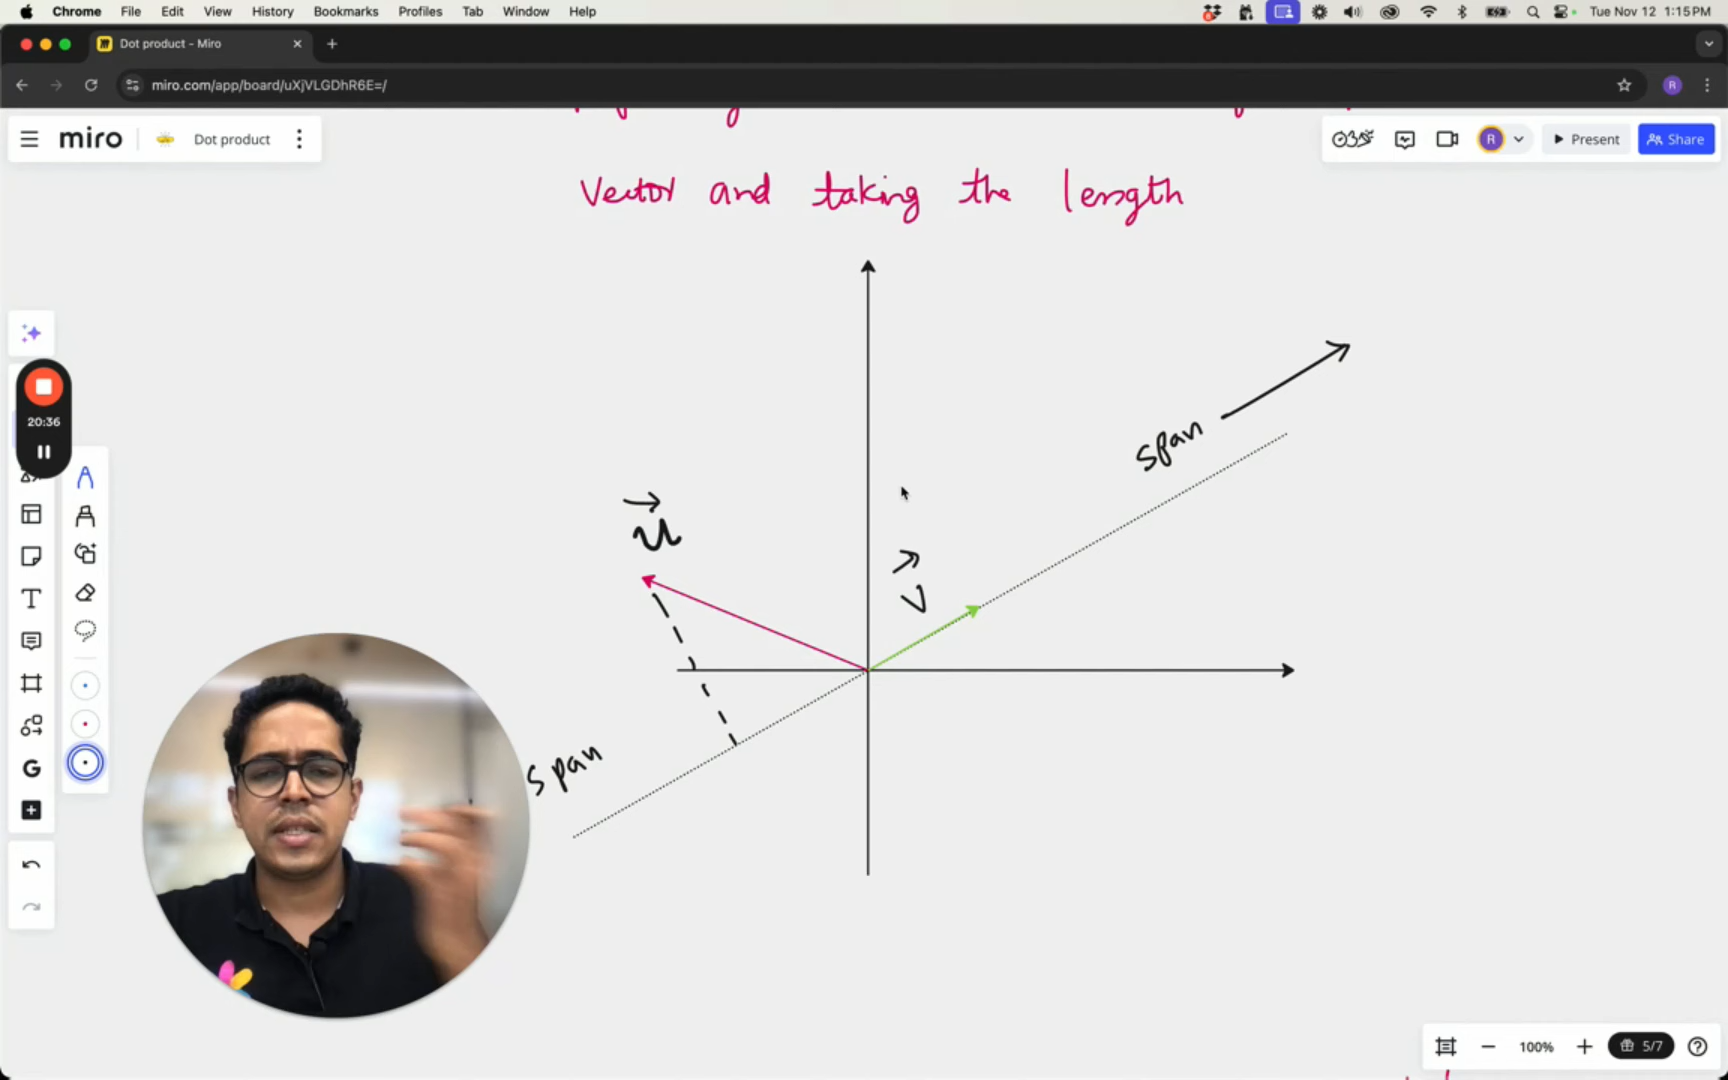 Chrome File Edit View History Bookmarks Profiles Tab Window Help Tue Nov 12 1:15 PM
Dot product - Miro
miro.com/app/board/uXjVLGDhR6E=/ R
miro Dot product R Present Share
Vector and taking the length
20:36
span
u
v
span
T
G
100% 5/7